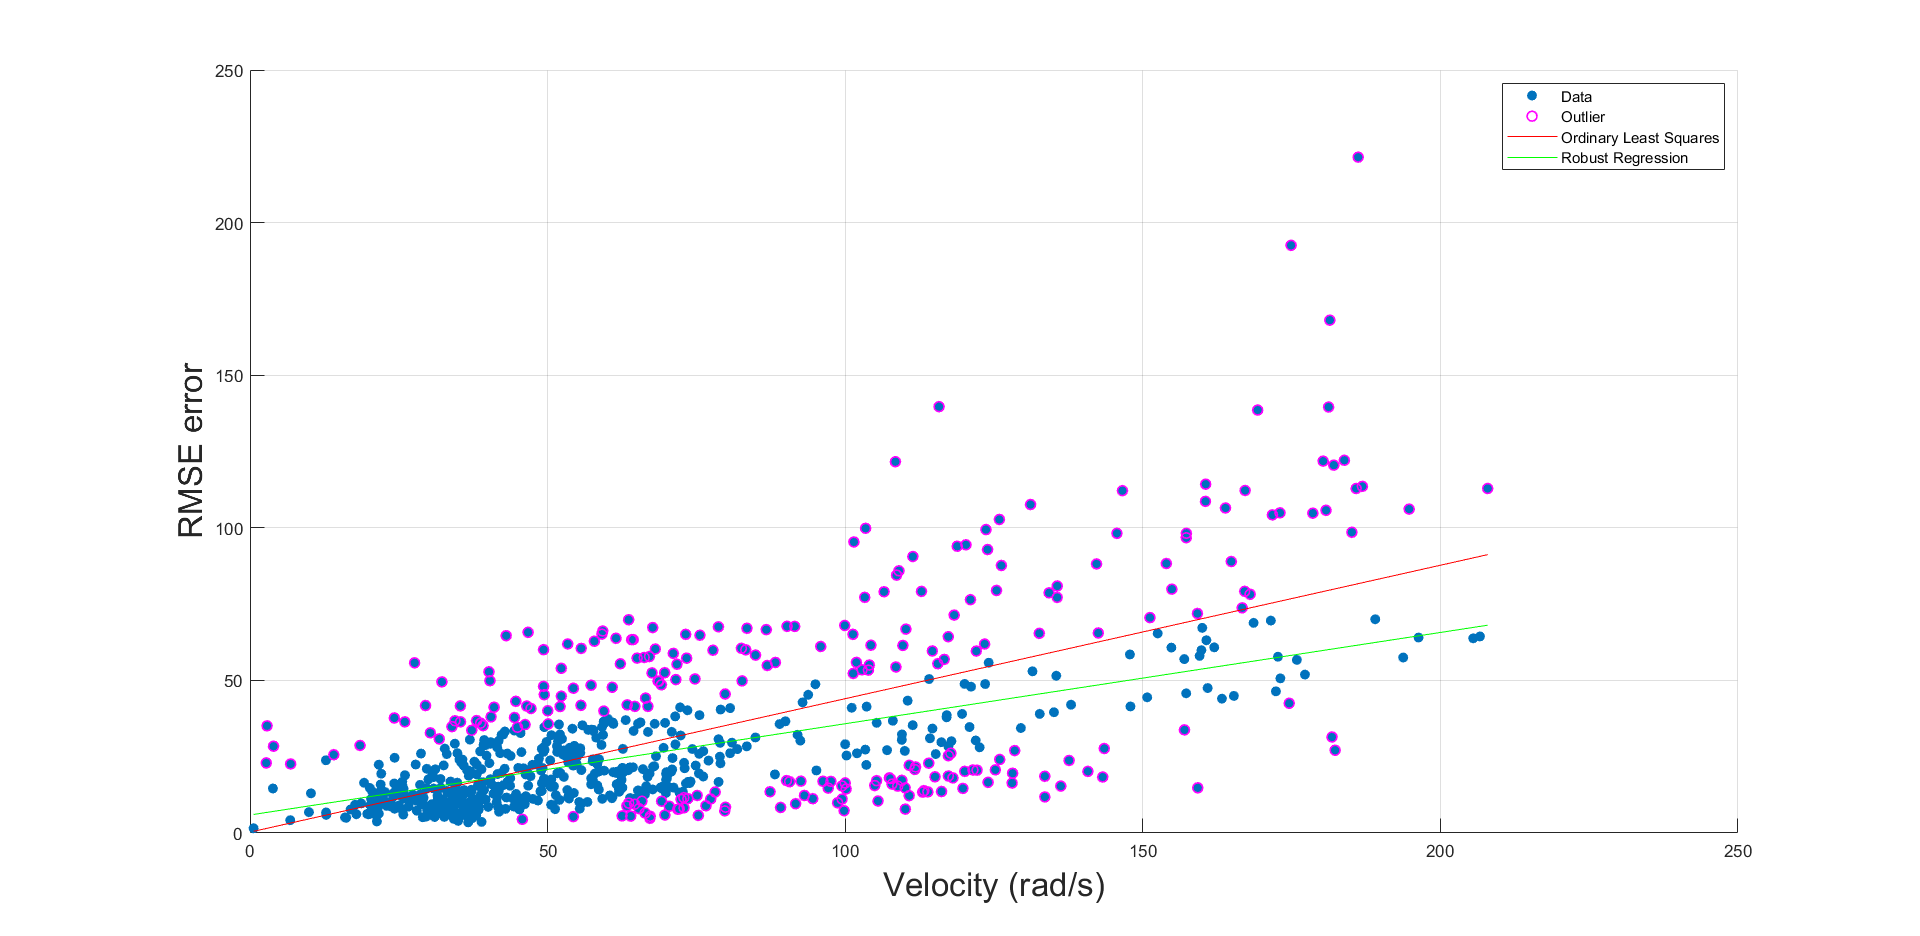 250
200
150
100
50
0
RMSE error
0 50 100 150 200 250
Velocity (rad/s)
Data
Outlier
Ordinary Least Squares
Robust Regression